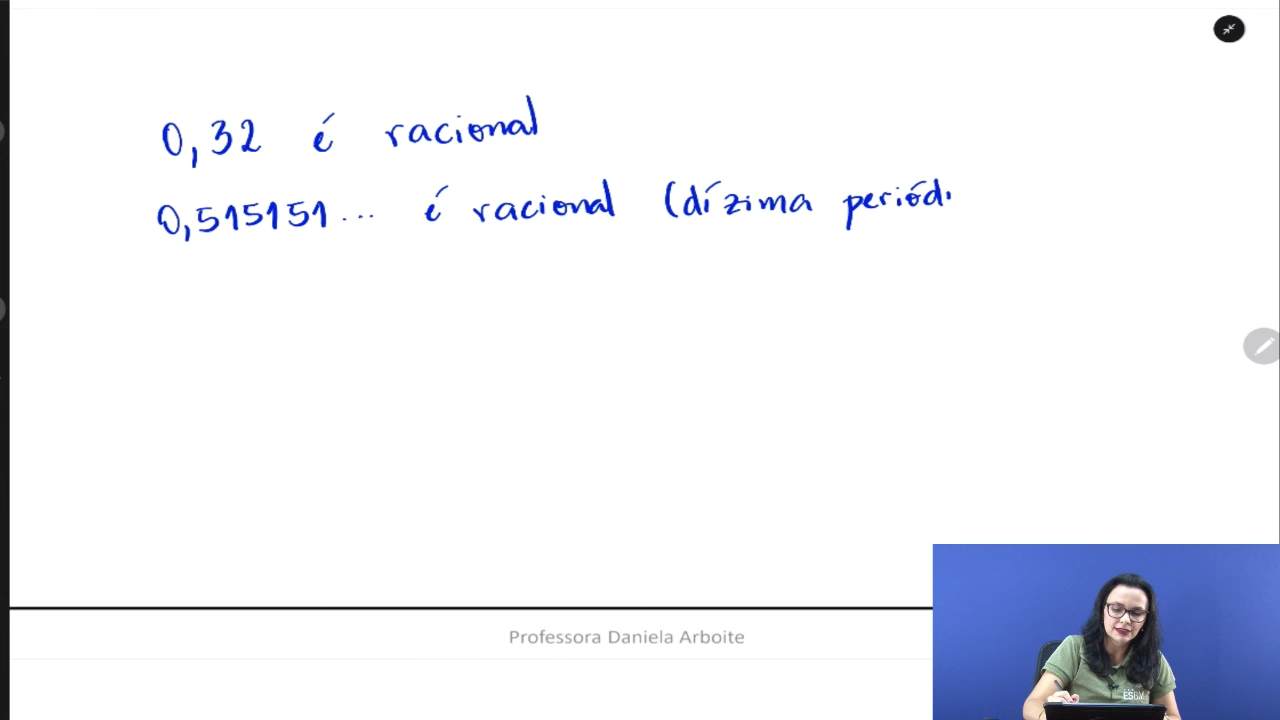 0,32 é racional
0,515151... é racional (dízima periód
Professora Daniela Arboite